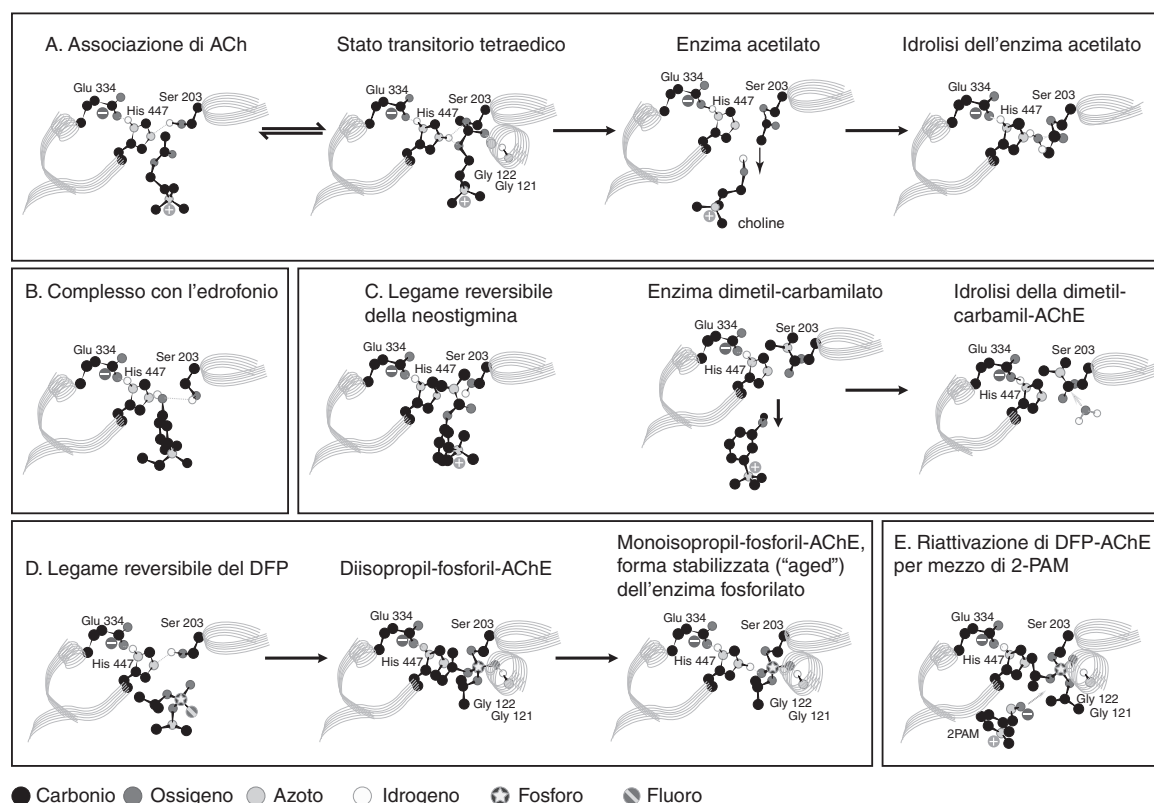 A. Associazione di ACh
Stato transitorio tetraedico
Enzima acetilato
Idrolisi dell'enzima acetilato
Glu 334
His 447
Ser 203
Glu 334
His 447
Ser 203
Gly 122
Gly 121
Glu 334
His 447
Ser 203
choline
Glu 334
His 447
Ser 203
B. Complesso con l'edrofonio
Glu 334
His 447
Ser 203
C. Legame reversibile
della neostigmina
Enzima dimetil-carbamilato
Idrolisi della dimetil-
carbamil-AChE
Glu 334
His 447
Ser 203
Glu 334
His 447
Ser 203
Glu 334
His 447
Ser 203
D. Legame reversibile del DFP
Diisopropil-fosforil-AChE
Monoisopropil-fosforil-AChE,
forma stabilizzata ("aged")
dell'enzima fosforilato
Glu 334
His 447
Ser 203
Glu 334
His 447
Ser 203
Gly 122
Gly 121
Glu 334
His 447
Ser 203
Gly 122
Gly 121
E. Riattivazione di DFP-AChE
per mezzo di 2-PAM
Glu 334
His 447
Ser 203
Gly 122
Gly 121
2PAM
Carbonio Ossigeno Azoto Idrogeno Fosforo Fluoro